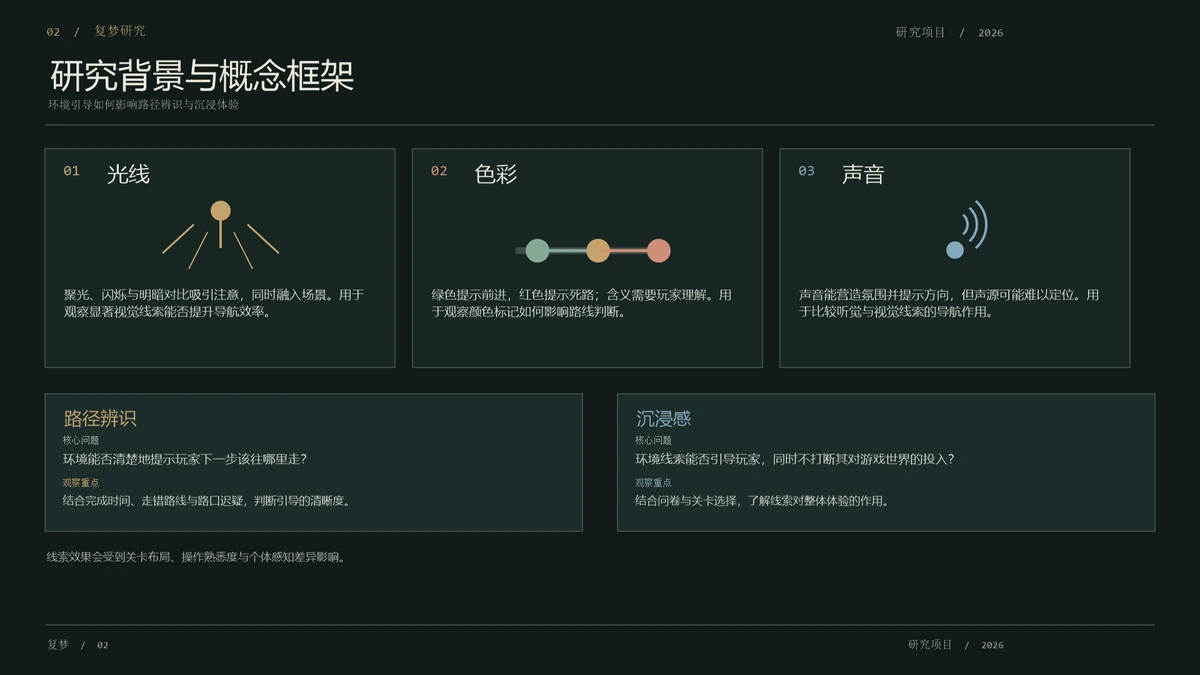 02 / 复梦研究
研究项目 / 2026
研究背景与概念框架
环境引导如何影响路径辨识与沉浸体验
01 光线
聚光、闪烁与明暗对比吸引注意，同时融入场景。用于
观察显著视觉线索能否提升导航效率。
02 色彩
绿色提示前进，红色提示死路；含义需要玩家理解。用
于观察颜色标记如何影响路线判断。
03 声音
声音能营造氛围并提示方向，但声源可能难以定位。用
于比较听觉与视觉线索的导航作用。
路径辨识
核心问题
环境能否清楚地提示玩家下一步该往哪里走？
观察重点
结合完成时间、走错路线与路口迟疑，判断引导的清晰度。
沉浸感
核心问题
环境线索能否引导玩家，同时不打断其对游戏世界的投入？
观察重点
结合问卷与关卡选择，了解线索对整体体验的作用。
线索效果会受到关卡布局、操作熟悉度与个体感知差异影响。
复梦 / 02
研究项目 / 2026